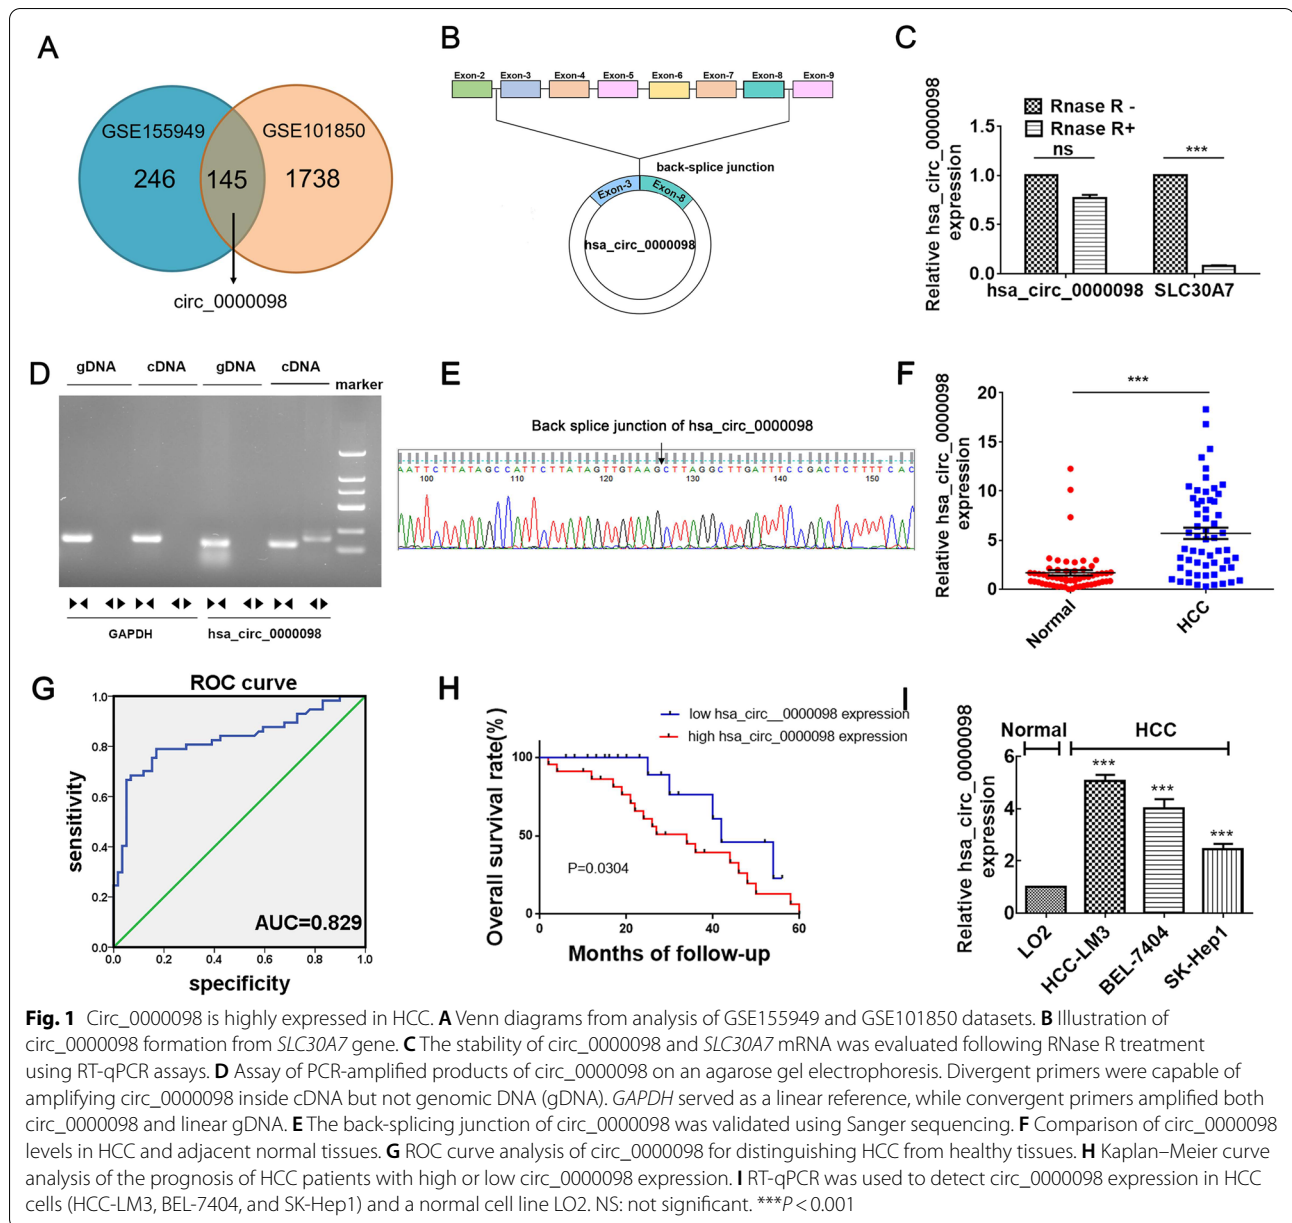 A
GSE155949
GSE101850
246
145
1738
circ_0000098
B
Exon-2 Exon-3 Exon-4 Exon-5 Exon-6 Exon-7 Exon-8 Exon-9
back-splice junction
Exon-3 Exon-8
hsa_circ_0000098
C
Relative hsa_circ_0000098
expression
Rnase R -
Rnase R+
ns
***
1.5
1.0
0.5
0.0
hsa_circ_0000098 SLC30A7
D
gDNA cDNA gDNA cDNA
marker
GAPDH hsa_circ_0000098
E
Back splice junction of hsa_circ_0000098
AATTCTTATAGCCATTCTTATAGTTGTAAGCTTAGGCTTGATTTCCGACTCTTTTCAC
100 110 120 130 140 150
F
Relative hsa_circ_0000098
expression
***
20
15
10
5
0
Normal HCC
G
ROC curve
sensitivity
1.0
0.8
0.6
0.4
0.2
0.0
AUC=0.829
0.0 0.2 0.4 0.6 0.8 1.0
specificity
H
low hsa_circ__0000098 expression
high hsa_circ_0000098 expression
Overall survival rate(%)
100
50
0
P=0.0304
0 20 40 60
Months of follow-up
I
Relative hsa_circ_0000098
expression
Normal HCC
***
***
***
6
4
2
0
LO2 HCC-LM3 BEL-7404 SK-Hep1
Fig. 1 Circ_0000098 is highly expressed in HCC. A Venn diagrams from analysis of GSE155949 and GSE101850 datasets. B Illustration of
circ_0000098 formation from SLC30A7 gene. C The stability of circ_0000098 and SLC30A7 mRNA was evaluated following RNase R treatment
using RT-qPCR assays. D Assay of PCR-amplified products of circ_0000098 on an agarose gel electrophoresis. Divergent primers were capable of
amplifying circ_0000098 inside cDNA but not genomic DNA (gDNA). GAPDH served as a linear reference, while convergent primers amplified both
circ_0000098 and linear gDNA. E The back-splicing junction of circ_0000098 was validated using Sanger sequencing. F Comparison of circ_0000098
levels in HCC and adjacent normal tissues. G ROC curve analysis of circ_0000098 for distinguishing HCC from healthy tissues. H Kaplan–Meier curve
analysis of the prognosis of HCC patients with high or low circ_0000098 expression. I RT-qPCR was used to detect circ_0000098 expression in HCC
cells (HCC-LM3, BEL-7404, and SK-Hep1) and a normal cell line LO2. NS: not significant. ***P < 0.001